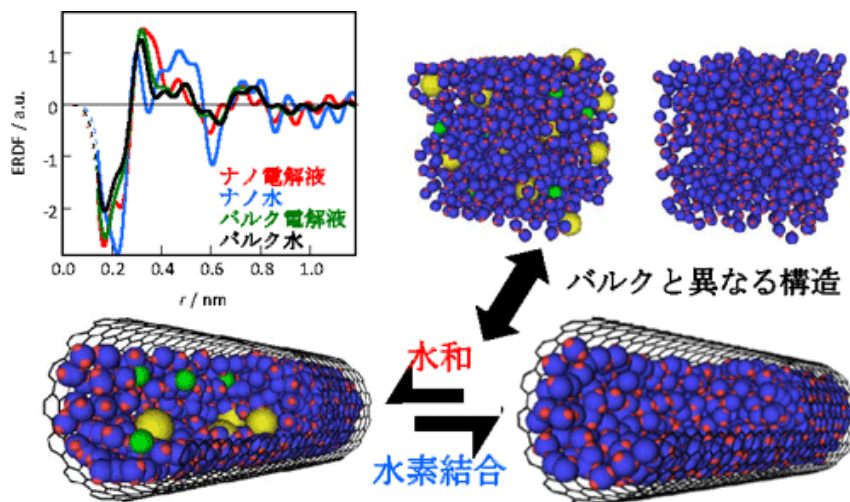 ERDF / a.u.
1
0
-1
-2
ナノ電解液
ナノ水
バルク電解液
バルク水
0.0 0.2 0.4 0.6 0.8 1.0
r / nm
バルクと異なる構造
水和
水素結合